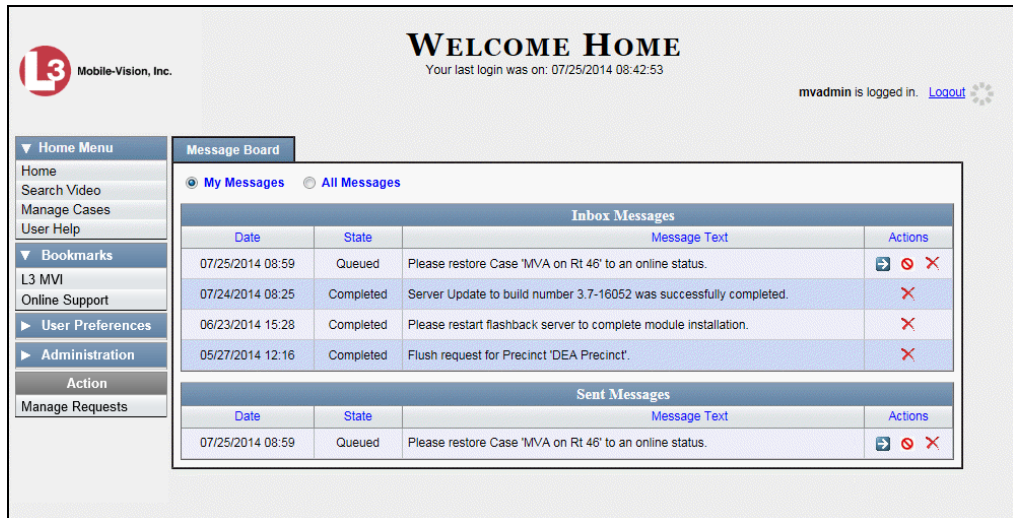 WELCOME HOME
Your last login was on: 07/25/2014 08:42:53
L3 Mobile-Vision, Inc.
mvadmin is logged in. Logout
Home Menu
Home
Search Video
Manage Cases
User Help
Bookmarks
L3 MVI
Online Support
User Preferences
Administration
Action
Manage Requests
Message Board
My Messages All Messages
Inbox Messages
Date State Message Text Actions
07/25/2014 08:59 Queued Please restore Case 'MVA on Rt 46' to an online status.
07/24/2014 08:25 Completed Server Update to build number 3.7-16052 was successfully completed.
06/23/2014 15:28 Completed Please restart flashback server to complete module installation.
05/27/2014 12:16 Completed Flush request for Precinct 'DEA Precinct'.
Sent Messages
Date State Message Text Actions
07/25/2014 08:59 Queued Please restore Case 'MVA on Rt 46' to an online status.